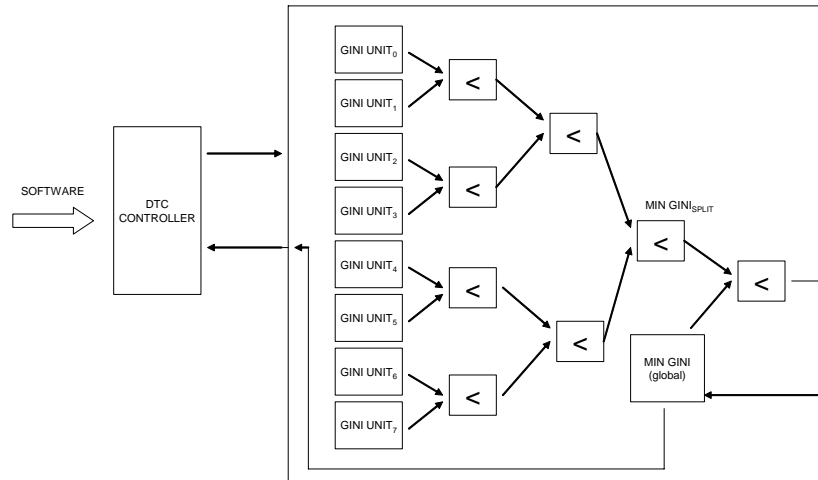 SOFTWARE
DTC
CONTROLLER
GINI UNIT0
GINI UNIT1
GINI UNIT2
GINI UNIT3
GINI UNIT4
GINI UNIT5
GINI UNIT6
GINI UNIT7
<
<
<
<
<
<
MIN GINISPLIT
<
<
MIN GINI
(global)